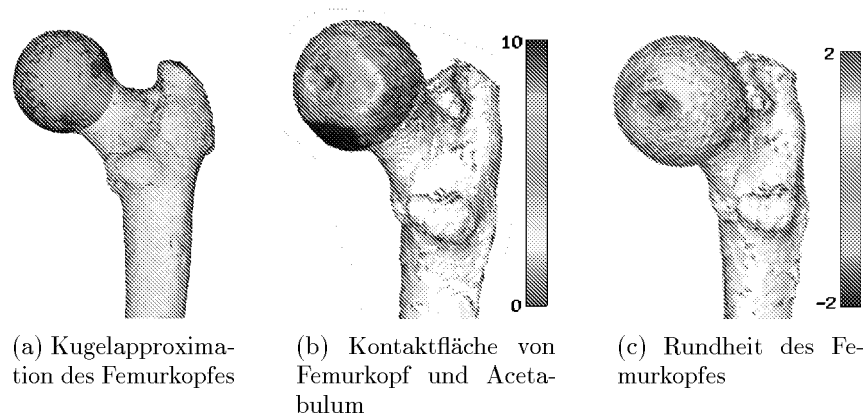 10
0
2
-2
(a) Kugelapproxima-
tion des Femurkopfes
(b) Kontaktfläche von
Femurkopf und Aceta-
bulum
(c) Rundheit des Fe-
murkopfes